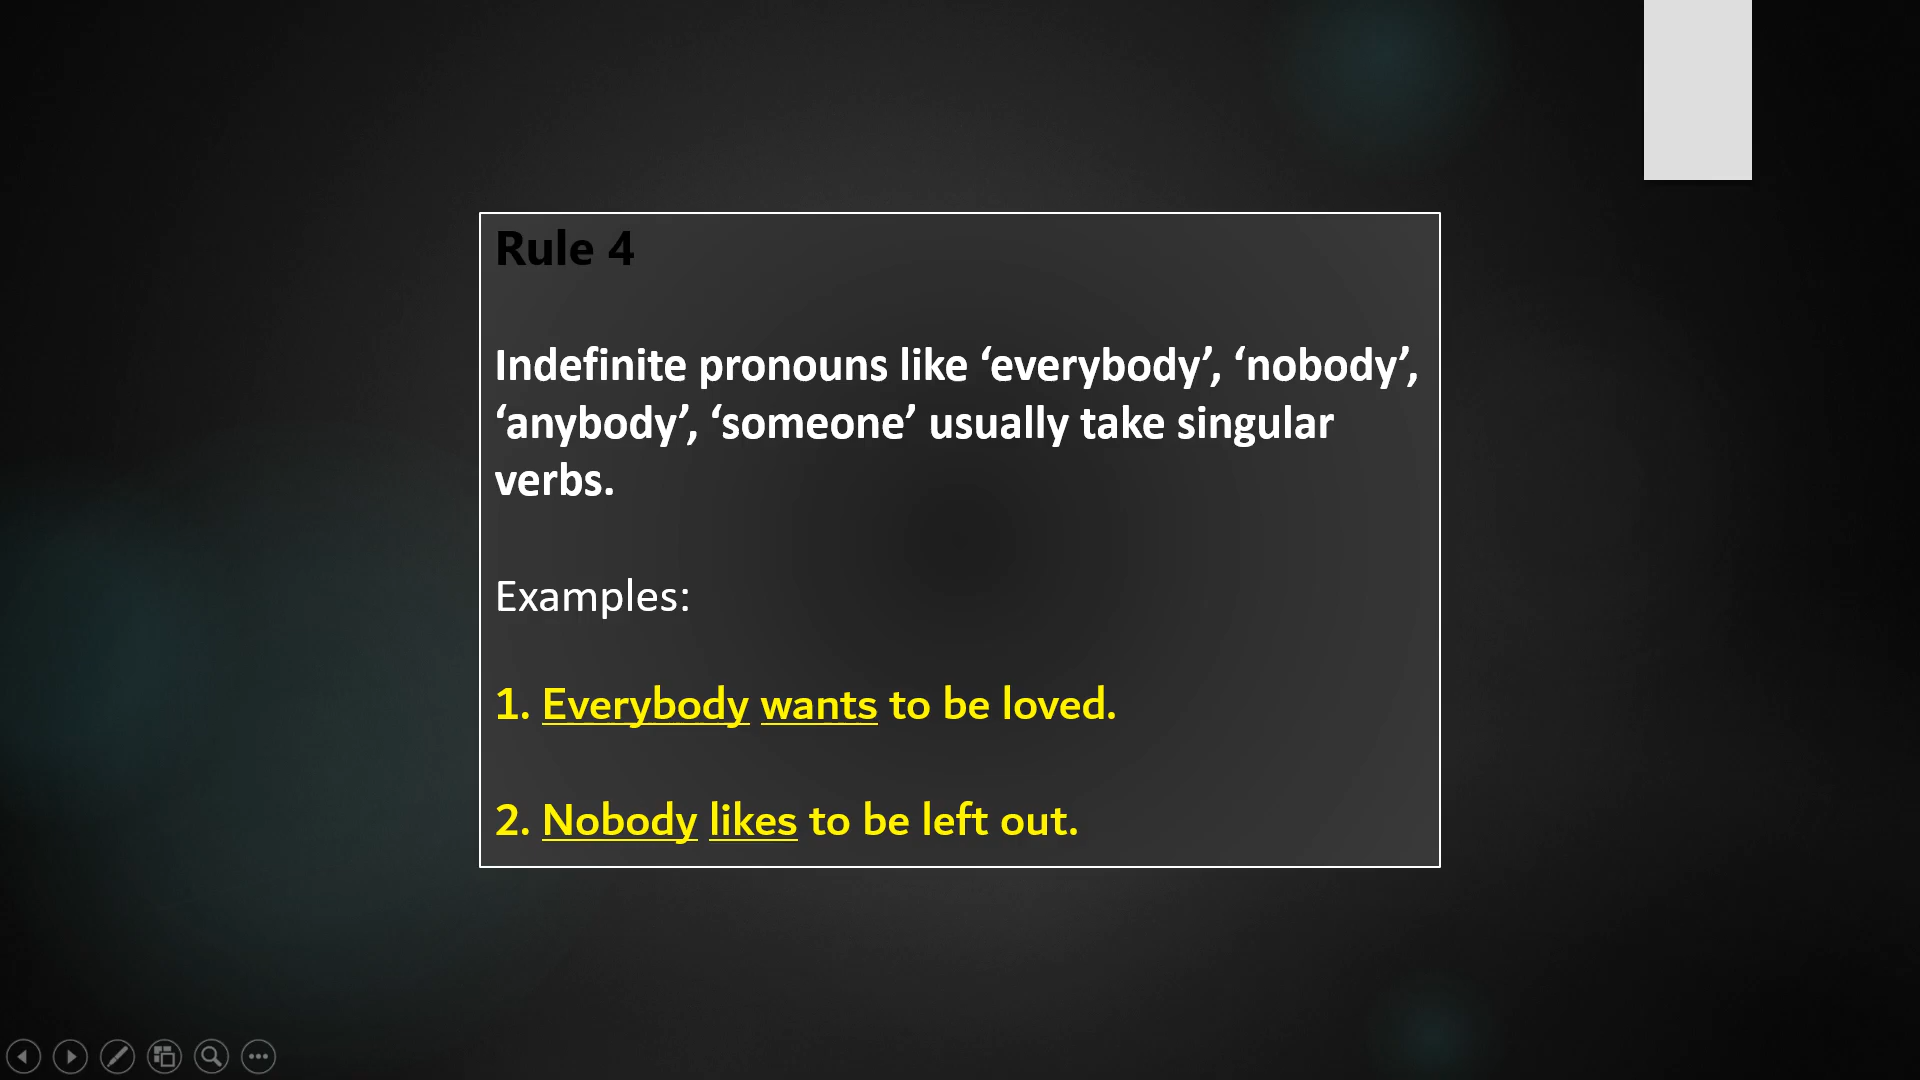 Rule 4
Indefinite pronouns like ‘everybody’, ‘nobody’,
‘anybody’, ‘someone’ usually take singular
verbs.
Examples:
1. Everybody wants to be loved.
2. Nobody likes to be left out.